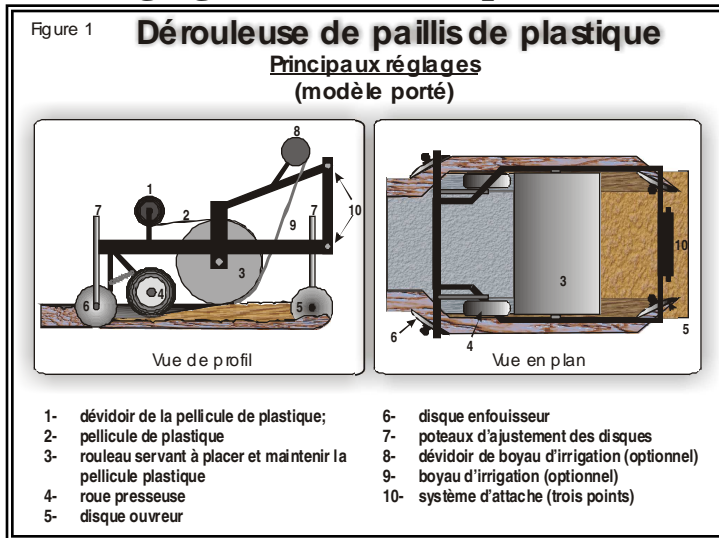 Figure 1
Dérouleuse de paillis de plastique
Principaux réglages
(modèle porté)
8
1
7
2
7
10
9
3
4
6
5
Vue de profil
3
10
6
4
5
Vue en plan
1- dévidoir de la pellicule de plastique;
2- pellicule de plastique
3- rouleau servant à placer et maintenir la
pellicule plastique
4- roue presseuse
5- disque ouvreur
6- disque enfouisseur
7- poteaux d'ajustement des disques
8- dévidoir de boyau d'irrigation (optionnel)
9- boyau d'irrigation (optionnel)
10- système d'attache (trois points)